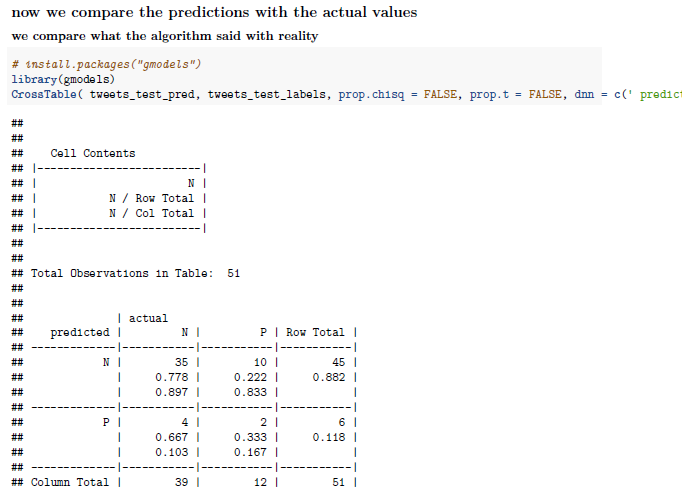 now we compare the predictions with the actual values
we compare what the algorithm said with reality
# install.packages("gmodels")
library(gmodels)
CrossTable( tweets_test_pred, tweets_test_labels, prop.chisq = FALSE, prop.t = FALSE, dnn = c(' predict
##
##
##    Cell Contents
## |-------------------------|
## |                       N |
## |           N / Row Total |
## |           N / Col Total |
## |-------------------------|
##
##
## Total Observations in Table:  51
##
##
##              | actual
##    predicted |         N |         P | Row Total |
## -------------|-----------|-----------|-----------|
##            N |        35 |        10 |        45 |
##              |     0.778 |     0.222 |     0.882 |
##              |     0.897 |     0.833 |           |
## -------------|-----------|-----------|-----------|
##            P |         4 |         2 |         6 |
##              |     0.667 |     0.333 |     0.118 |
##              |     0.103 |     0.167 |           |
## -------------|-----------|-----------|-----------|
## Column Total |        39 |        12 |        51 |